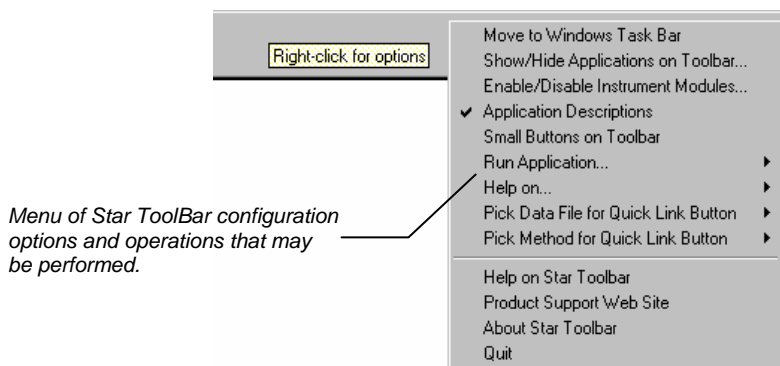 Right-click for options
Move to Windows Task Bar
Show/Hide Applications on Toolbar...
Enable/Disable Instrument Modules...
✔ Application Descriptions
Small Buttons on Toolbar
Run Application...
Help on...
Pick Data File for Quick Link Button
Pick Method for Quick Link Button
Help on Star Toolbar
Product Support Web Site
About Star Toolbar
Quit
Menu of Star ToolBar configuration
options and operations that may
be performed.